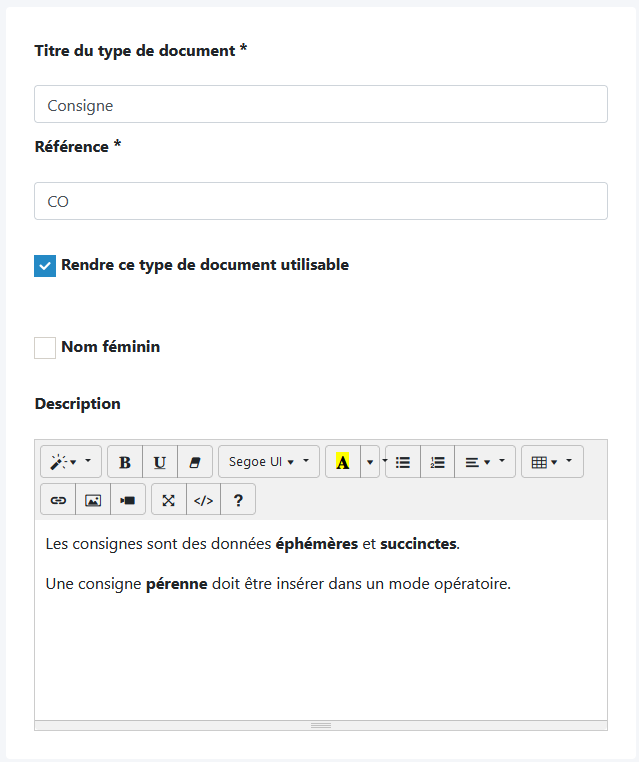 Titre du type de document *
Consigne
Référence *
CO
Rendre ce type de document utilisable
Nom féminin
Description
B U Segoe UI A
</> ?
Les consignes sont des données éphémères et succinctes.
Une consigne pérenne doit être insérer dans un mode opératoire.